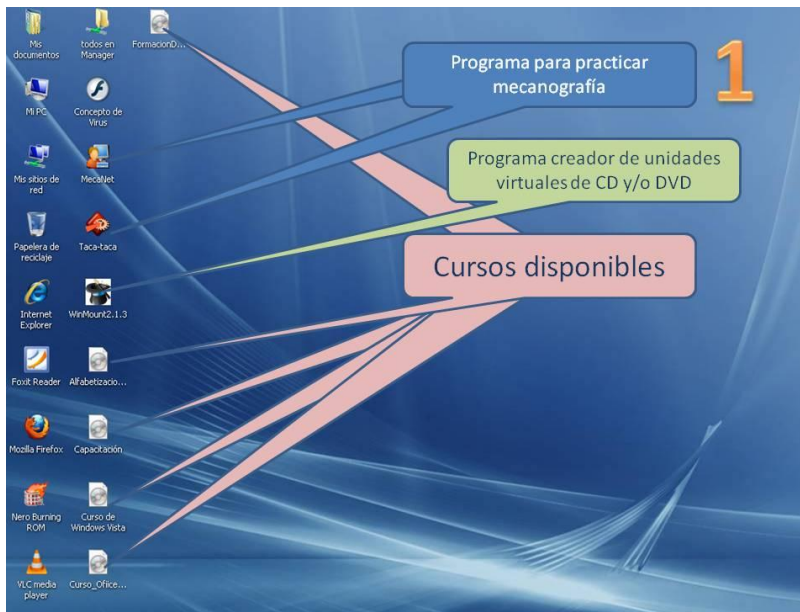 Mis
documentos
todos en
Manager
FormacionD...
Programa para practicar
mecanografía
1
Mi PC
Concepto de
Virus
Programa creador de unidades
virtuales de CD y/o DVD
Mis sitios de
red
MecaNet
Papelera de
reciclaje
Taca-taca
Cursos disponibles
Internet
Explorer
WinMount2.1.3
Foxit Reader
Alfabetizacio...
Mozilla Firefox
Capacitación
Nero Burning
ROM
Curso de
Windows Vista
VLC media
player
Curso_Ofiice...